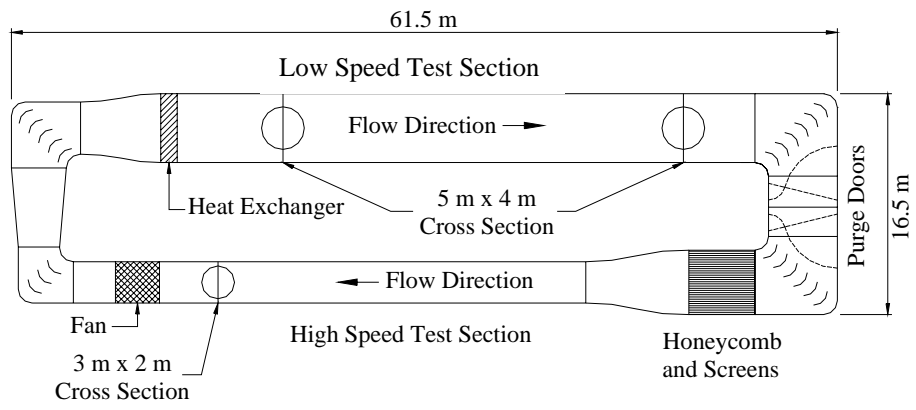 61.5 m
Low Speed Test Section
Flow Direction
Heat Exchanger
5 m x 4 m
Cross Section
Purge Doors
16.5 m
Flow Direction
Fan
High Speed Test Section
3 m x 2 m
Cross Section
Honeycomb
and Screens